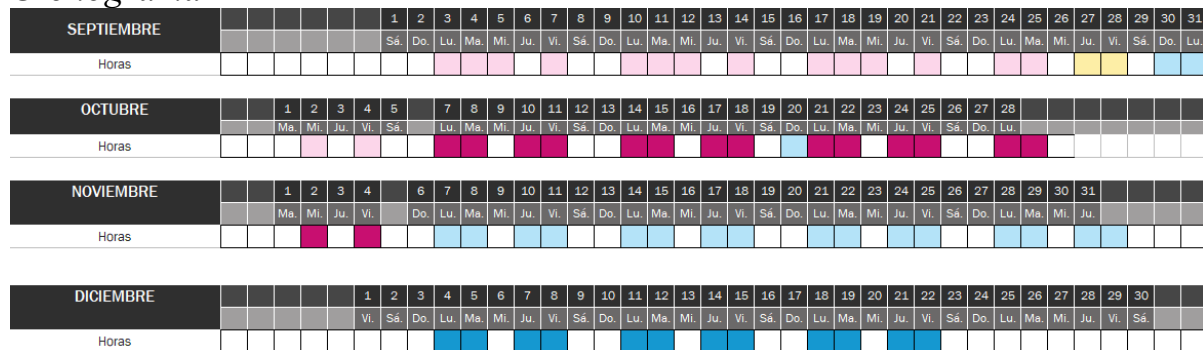 SEPTIEMBRE 1 2 3 4 5 6 7 8 9 10 11 12 13 14 15 16 17 18 19 20 21 22 23 24 25 26 27 28 29 30 31
Sá. Do. Lu. Ma. Mi. Ju. Vi. Sá. Do. Lu. Ma. Mi. Ju. Vi. Sá. Do. Lu. Ma. Mi. Ju. Vi. Sá. Do. Lu. Ma. Mi. Ju. Vi. Sá. Do. Lu.
Horas
OCTUBRE 1 2 3 4 5 7 8 9 10 11 12 13 14 15 16 17 18 19 20 21 22 23 24 25 26 27 28
Ma. Mi. Ju. Vi. Sá. Lu. Ma. Mi. Ju. Vi. Sá. Do. Lu. Ma. Mi. Ju. Vi. Sá. Do. Lu. Ma. Mi. Ju. Vi. Sá. Do. Lu.
Horas
NOVIEMBRE 1 2 3 4 6 7 8 9 10 11 12 13 14 15 16 17 18 19 20 21 22 23 24 25 26 27 28 29 30 31
Ma. Mi. Ju. Vi. Do. Lu. Ma. Mi. Ju. Vi. Sá. Do. Lu. Ma. Mi. Ju. Vi. Sá. Do. Lu. Ma. Mi. Ju. Vi. Sá. Do. Lu. Ma. Mi. Ju.
Horas
DICIEMBRE 1 2 3 4 5 6 7 8 9 10 11 12 13 14 15 16 17 18 19 20 21 22 23 24 25 26 27 28 29 30
Vi. Sá. Do. Lu. Ma. Mi. Ju. Vi. Sá. Do. Lu. Ma. Mi. Ju. Vi. Sá. Do. Lu. Ma. Mi. Ju. Vi. Sá. Do. Lu. Ma. Mi. Ju. Vi. Sá.
Horas